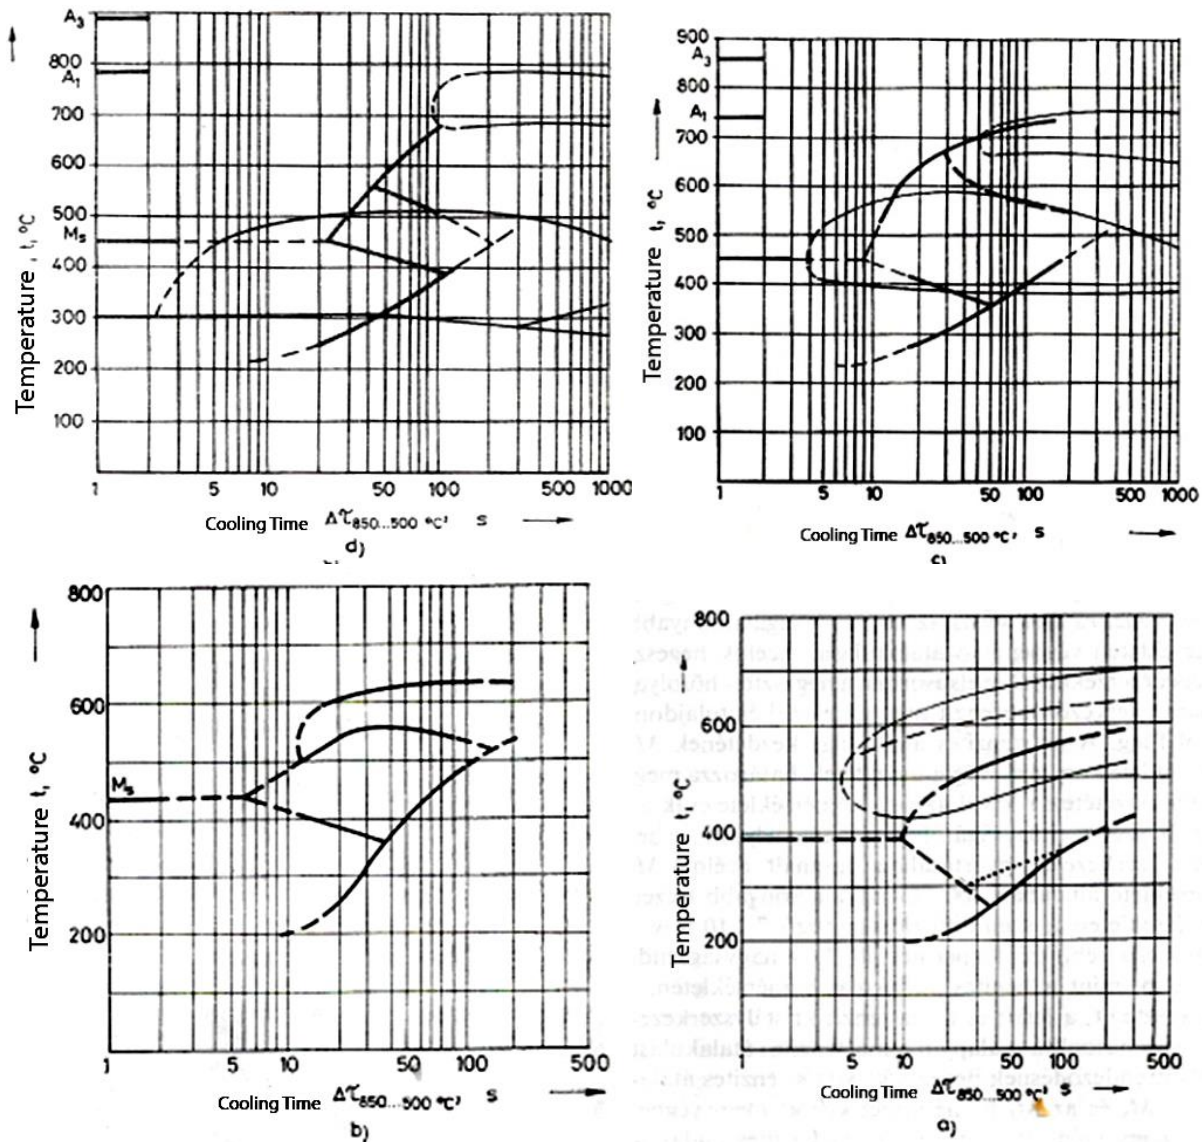 A₃
800
A₁
700
600
500
Mₛ
400
300
200
100
Temperature, t, °C
1 5 10 50 100 500 1000
Cooling Time Δτ₈₅₀...₅₀₀ °C, s
d)
900
A₃
800
A₁
700
600
500
400
300
200
100
Temperature t, °C
1 5 10 50 100 500 1000
Cooling Time Δτ₈₅₀...₅₀₀ °C, s
c)
800
600
Mₛ
400
200
Temperature t, °C
1 5 10 50 100 500
Cooling Time Δτ₈₅₀...₅₀₀ °C, s
b)
800
600
400
200
Temperature t, °C
1 5 10 50 100 500
Cooling Time Δτ₈₅₀...₅₀₀ °C, s
a)